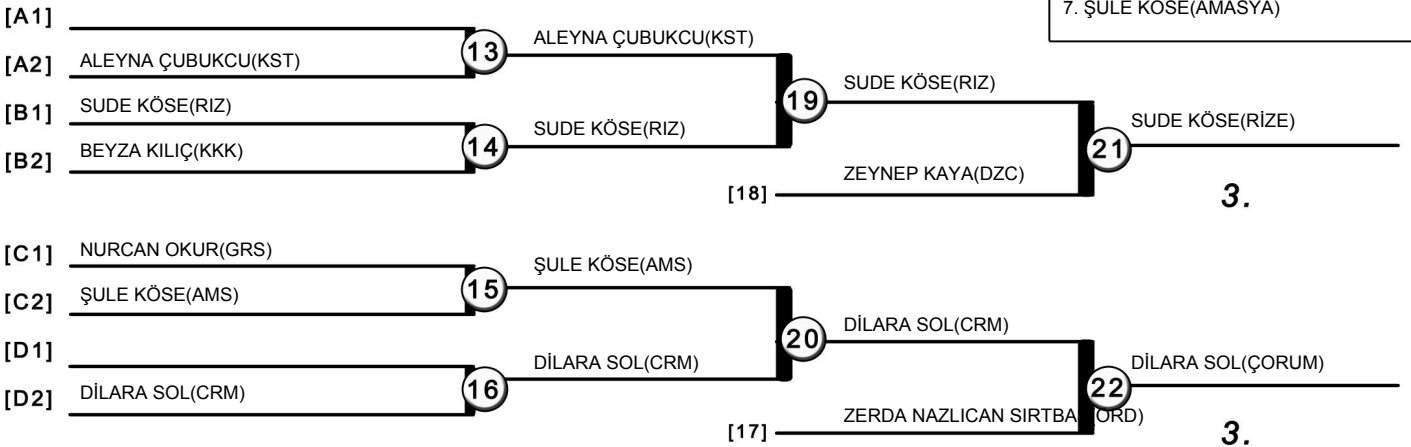 7. ŞULE KÖSE(AMASYA)
[A1]
13
ALEYNA ÇUBUKCU(KST)
[A2] ALEYNA ÇUBUKCU(KST)
19
SUDE KÖSE(RIZ)
[B1] SUDE KÖSE(RIZ)
14
SUDE KÖSE(RIZ)
21
SUDE KÖSE(RİZE)
[B2] BEYZA KILIÇ(KKK)
[18] ZEYNEP KAYA(DZC)
3.
[C1] NURCAN OKUR(GRS)
15
ŞULE KÖSE(AMS)
[C2] ŞULE KÖSE(AMS)
20
DİLARA SOL(CRM)
[D1]
16
DİLARA SOL(CRM)
22
DİLARA SOL(ÇORUM)
[D2] DİLARA SOL(CRM)
[17] ZERDA NAZLICAN
3.